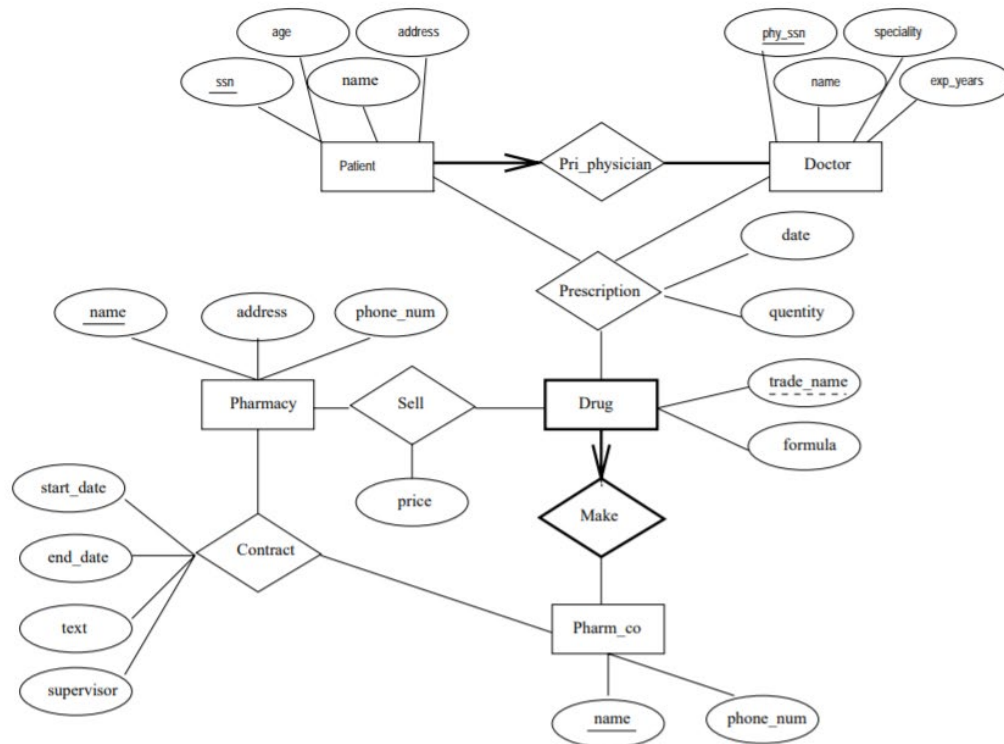 age
address
ssn
name
phy_ssn
speciality
name
exp_years
Patient
Pri_physician
Doctor
date
Prescription
quentity
name
address
phone_num
Pharmacy
Sell
Drug
trade_name
formula
price
start_date
end_date
text
supervisor
Contract
Make
Pharm_co
name
phone_num